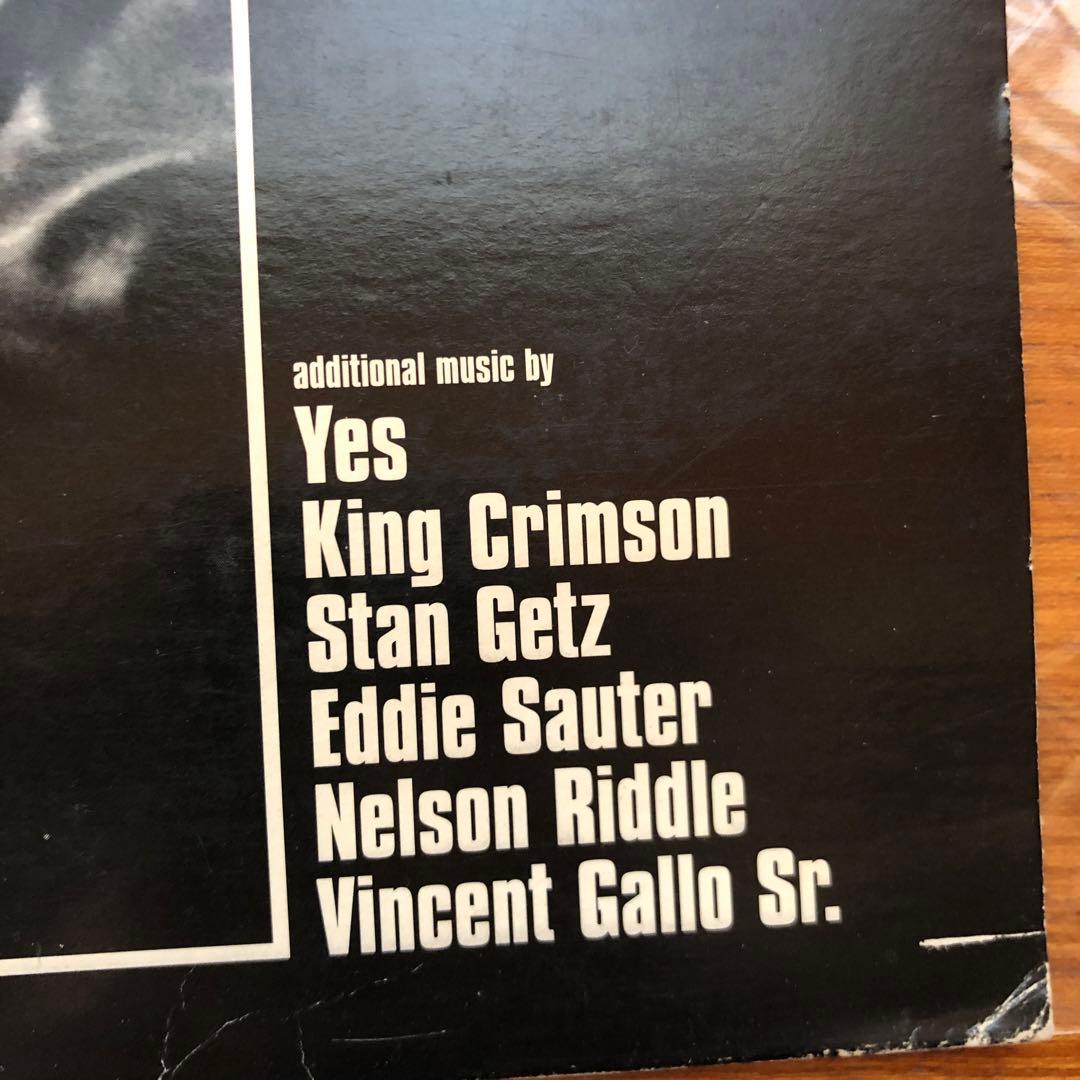 additional music by
Yes
King Crimson
Stan Getz
Eddie Sauter
Nelson Riddle
Vincent Gallo Sr.